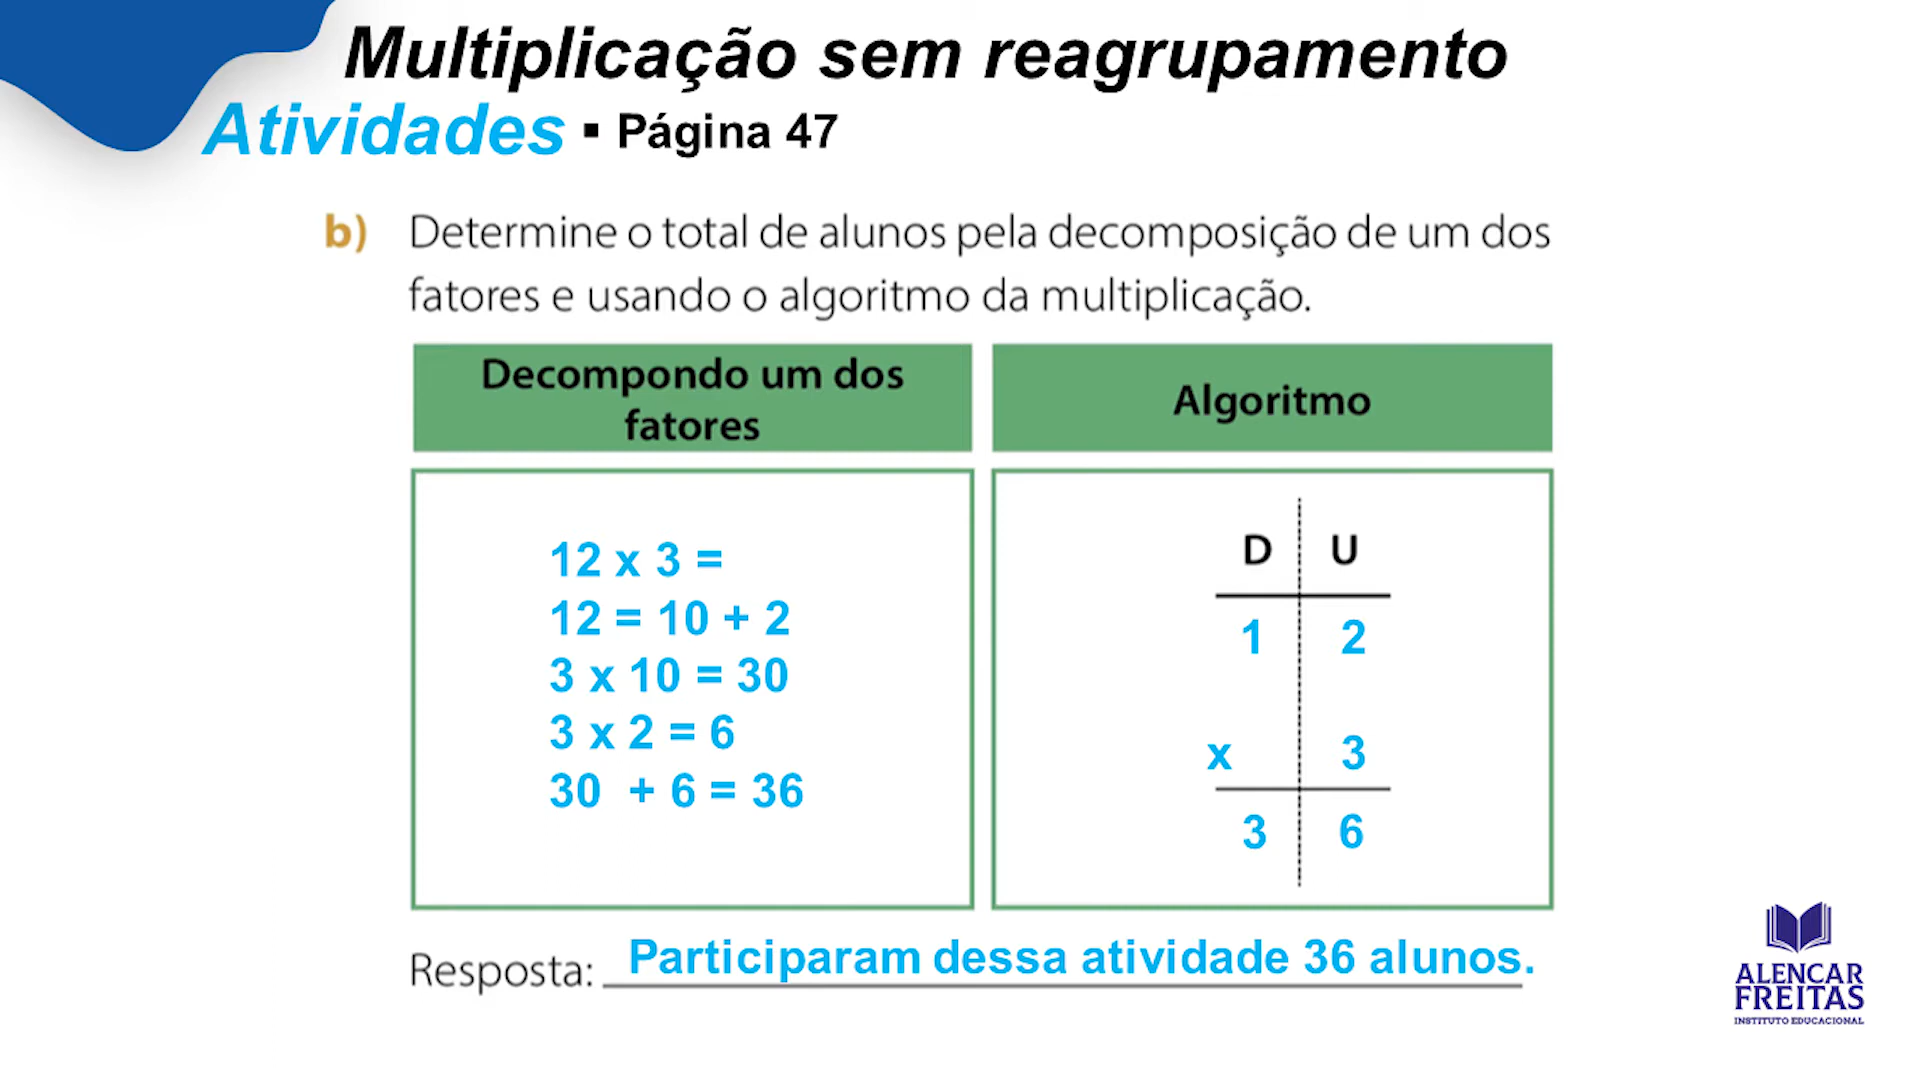 Multiplicação sem reagrupamento
Atividades ▪ Página 47
b) Determine o total de alunos pela decomposição de um dos
fatores e usando o algoritmo da multiplicação.
Decompondo um dos
fatores
12 x 3 =
12 = 10 + 2
3 x 10 = 30
3 x 2 = 6
30 + 6 = 36
Algoritmo
D U
1 2
x 3
3 6
Resposta: Participaram dessa atividade 36 alunos.
ALENCAR
FREITAS
INSTITUTO EDUCACIONAL